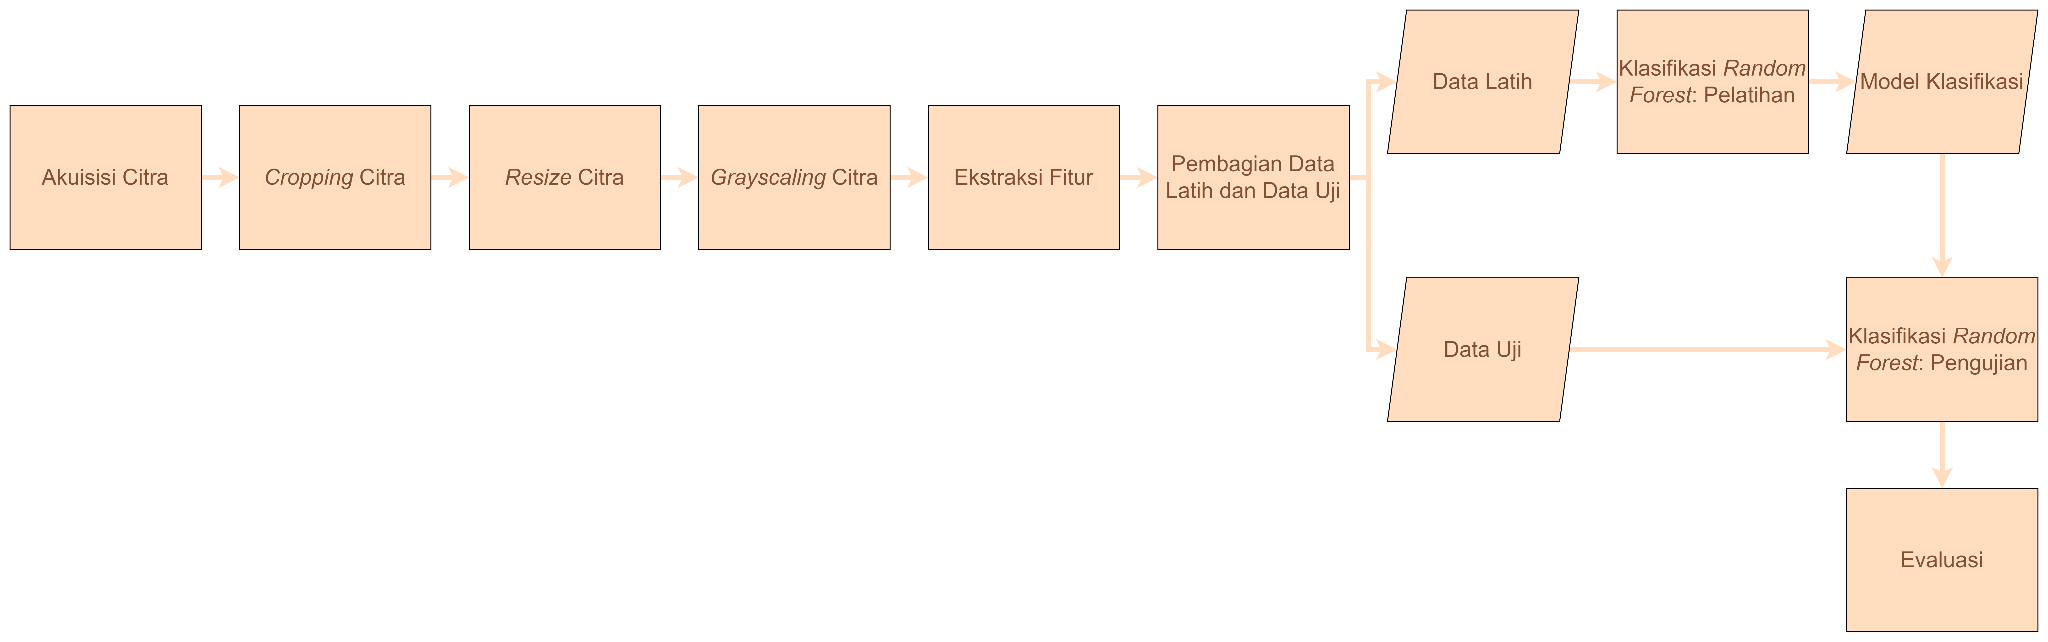 Akuisisi Citra
Cropping Citra
Resize Citra
Grayscaling Citra
Ekstraksi Fitur
Pembagian Data
Latih dan Data Uji
Data Latih
Klasifikasi Random
Forest: Pelatihan
Model Klasifikasi
Data Uji
Klasifikasi Random
Forest: Pengujian
Evaluasi